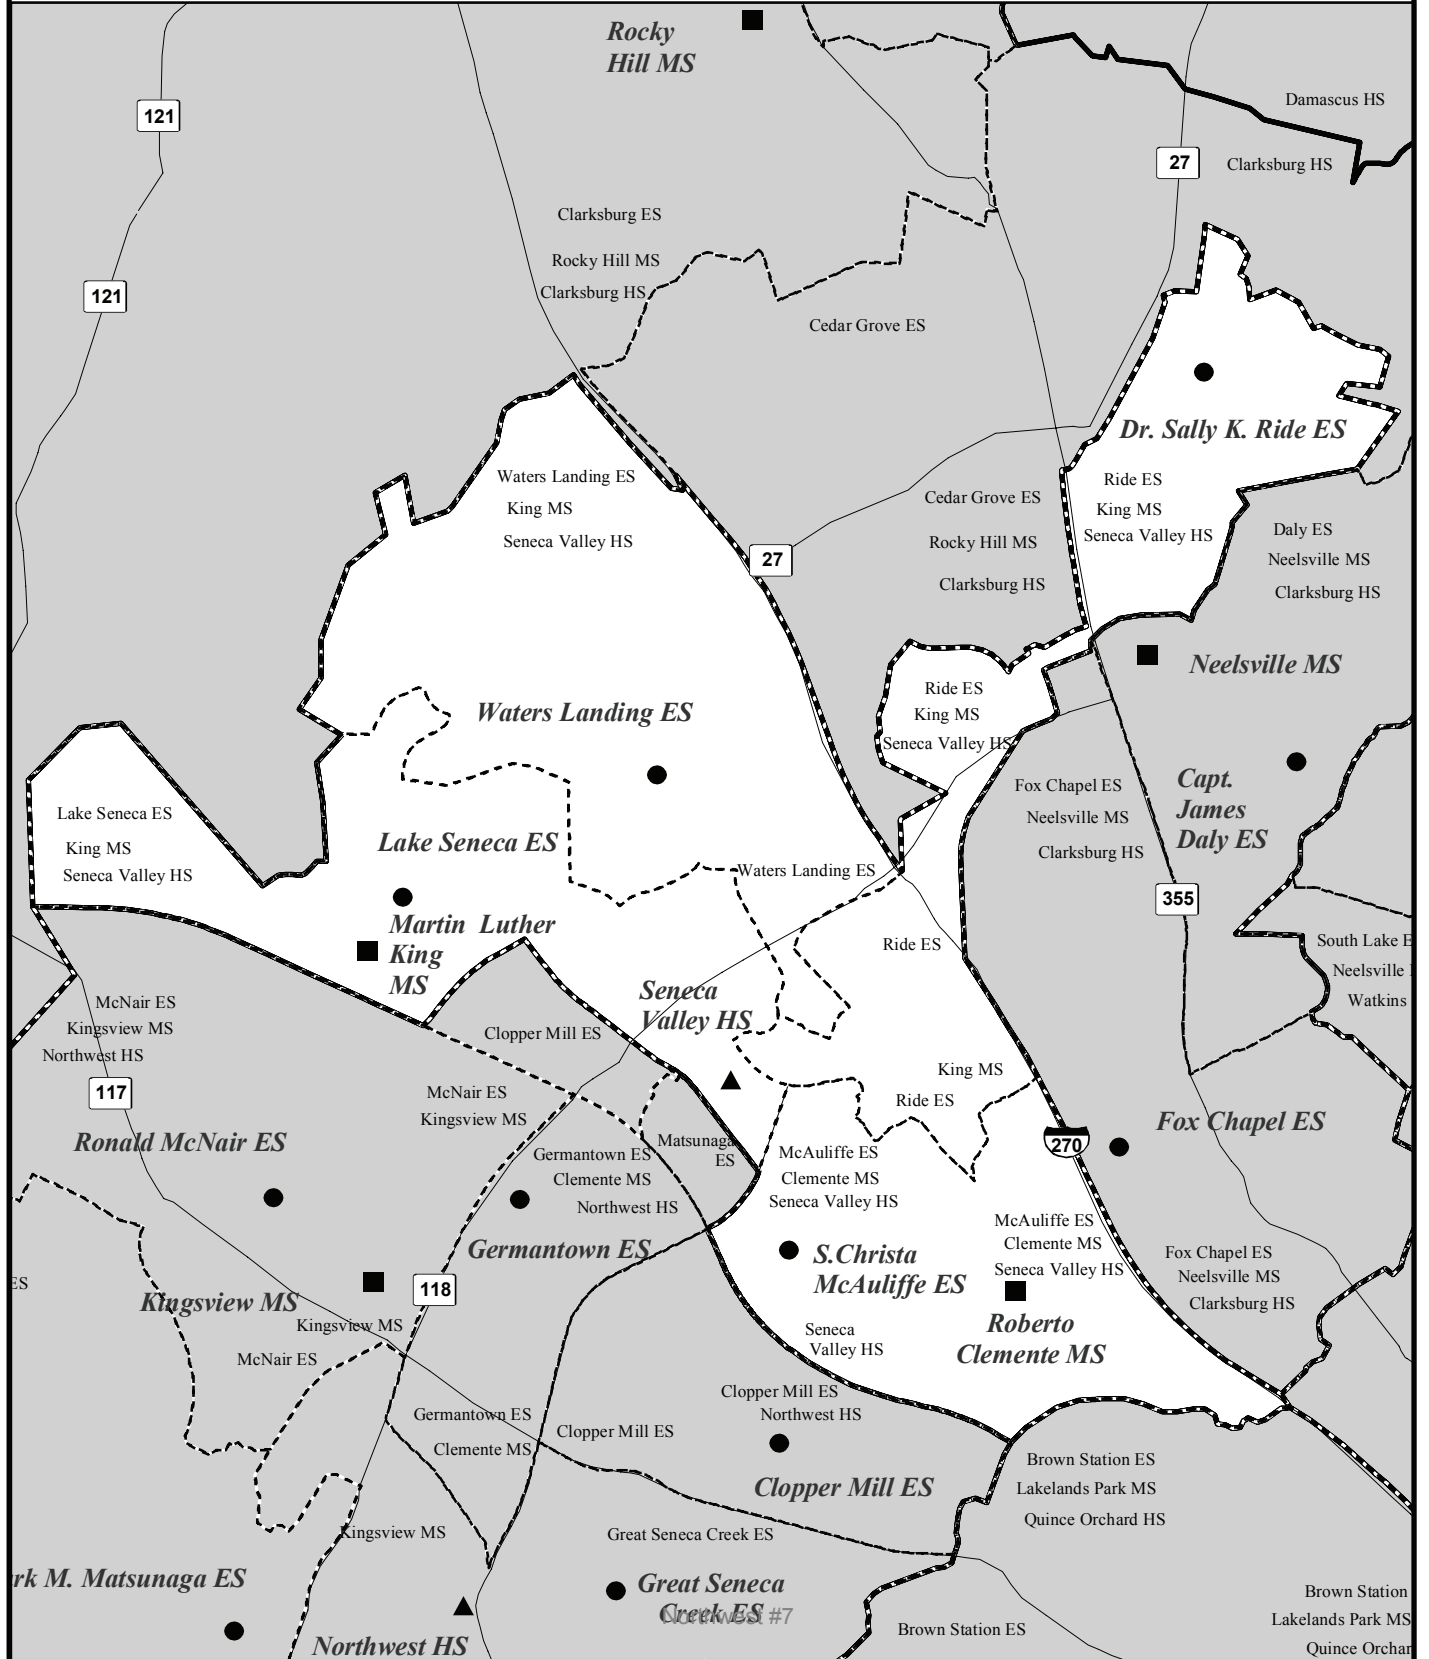 Rocky
Hill MS
121
Damascus HS
27
Clarksburg HS
Clarksburg ES
Rocky Hill MS
Clarksburg HS
121
Cedar Grove ES
Dr. Sally K. Ride ES
Waters Landing ES
King MS
Seneca Valley HS
Ride ES
King MS
Seneca Valley HS
Cedar Grove ES
Rocky Hill MS
Clarksburg HS
27
Daly ES
Neelsville MS
Clarksburg HS
Neelsville MS
Ride ES
King MS
Seneca Valley HS
Waters Landing ES
Fox Chapel ES
Neelsville MS
Clarksburg HS
Capt.
James
Daly ES
Lake Seneca ES
King MS
Seneca Valley HS
Lake Seneca ES
Waters Landing ES
355
Martin Luther
King
MS
Ride ES
South Lake E
Neelsville
Watkins
Seneca
Valley HS
McNair ES
Kingsview MS
Northwest HS
Clopper Mill ES
King MS
Ride ES
117
McNair ES
Kingsview MS
Fox Chapel ES
270
Ronald McNair ES
Matsunaga
ES
Germantown ES
Clemente MS
Northwest HS
McAuliffe ES
Clemente MS
Seneca Valley HS
McAuliffe ES
Clemente MS
Seneca Valley HS
Germantown ES
S.Christa
McAuliffe ES
Fox Chapel ES
Neelsville MS
Clarksburg HS
ES
118
Kingsview MS
Kingsview MS
McNair ES
Roberto
Clemente MS
Seneca
Valley HS
Clopper Mill ES
Northwest HS
Germantown ES
Clemente MS
Clopper Mill ES
Clopper Mill ES
Brown Station ES
Lakelands Park MS
Quince Orchard HS
Kingsview MS
Great Seneca Creek ES
rk M. Matsunaga ES
Great Seneca
Creek ES
Northwest #7
Northwest HS
Brown Station ES
Brown Station
Lakelands Park MS
Quince Orchar